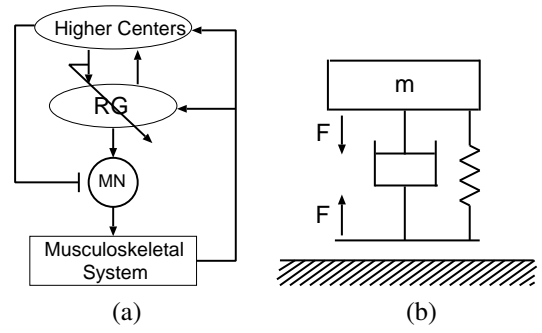 Higher Centers
RG
MN
Musculoskeletal
System
(a)
m
F
F
(b)